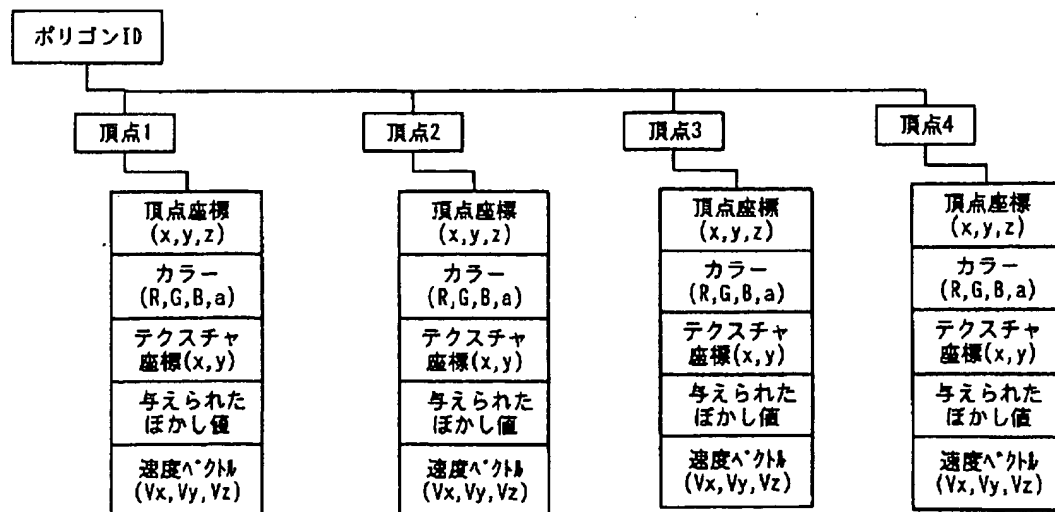 ポリゴンID
頂点1
頂点2
頂点3
頂点4
頂点座標
(x,y,z)
カラー
(R,G,B,a)
テクスチャ
座標(x,y)
与えられた
ぼかし値
速度ベクトル
(Vx,Vy,Vz)
頂点座標
(x,y,z)
カラー
(R,G,B,a)
テクスチャ
座標(x,y)
与えられた
ぼかし値
速度ベクトル
(Vx,Vy,Vz)
頂点座標
(x,y,z)
カラー
(R,G,B,a)
テクスチャ
座標(x,y)
与えられた
ぼかし値
速度ベクトル
(Vx,Vy,Vz)
頂点座標
(x,y,z)
カラー
(R,G,B,a)
テクスチャ
座標(x,y)
与えられた
ぼかし値
速度ベクトル
(Vx,Vy,Vz)